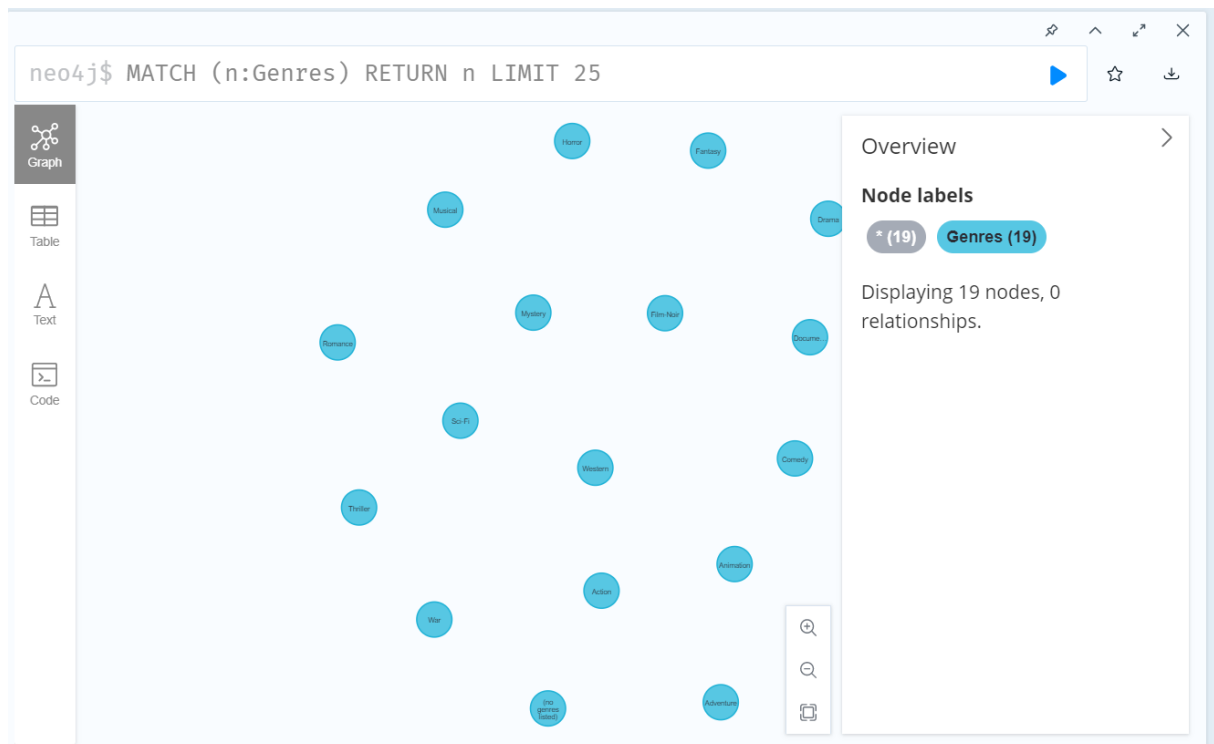 neo4j$ MATCH (n:Genres) RETURN n LIMIT 25
Graph
Table
Text
Code
Horror
Fantasy
Musical
Drama
Mystery
Film-Noir
Docume...
Romance
Sci-Fi
Western
Comedy
Thriller
Animation
Action
War
(no
genres
listed)
Adventure
Overview
Node labels
* (19) Genres (19)
Displaying 19 nodes, 0
relationships.